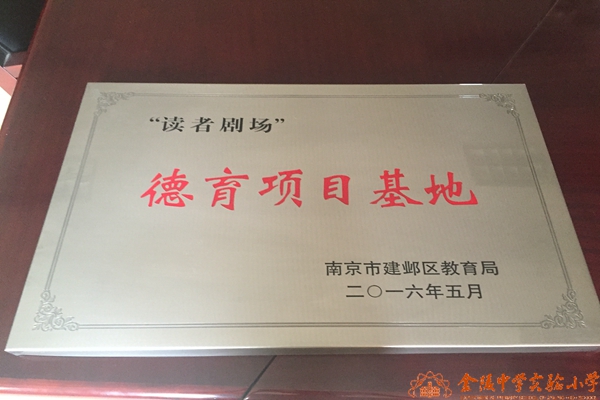 “读者剧场”
德育项目基地
南京市建邺区教育局
二〇一六年五月
金陵中学实验小学